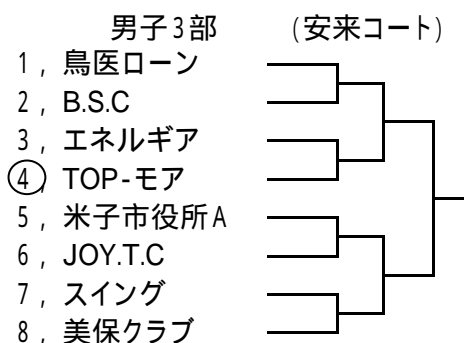 男子3部 (安来コート)
1, 鳥医ローン
2, B.S.C
3, エネルギア
4, TOP-モア
5, 米子市役所A
6, JOY.T.C
7, スイング
8, 美保クラブ